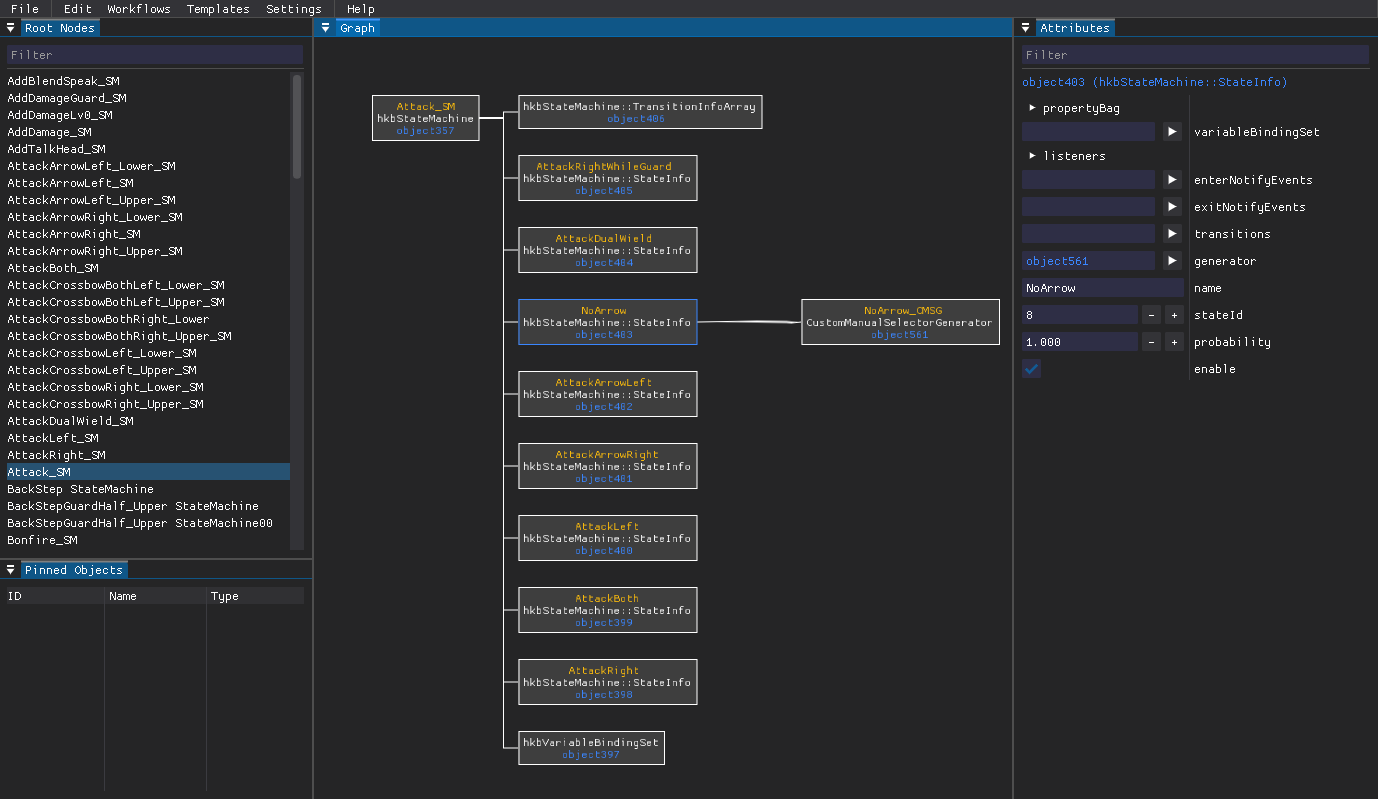 File Edit Workflows Templates Settings Help
Root Nodes
Filter
AddBlendSpeak_SM
AddDamageGuard_SM
AddDamageLv0_SM
AddDamage_SM
AddTalkHead_SM
AttackArrowLeft_Lower_SM
AttackArrowLeft_SM
AttackArrowLeft_Upper_SM
AttackArrowRight_Lower_SM
AttackArrowRight_SM
AttackArrowRight_Upper_SM
AttackBoth_SM
AttackCrossbowBothLeft_Lower_SM
AttackCrossbowBothLeft_Upper_SM
AttackCrossbowBothRight_Lower
AttackCrossbowBothRight_Upper_SM
AttackCrossbowLeft_Lower_SM
AttackCrossbowLeft_Upper_SM
AttackCrossbowRight_Lower_SM
AttackCrossbowRight_Upper_SM
AttackDualWield_SM
AttackLeft_SM
AttackRight_SM
Attack_SM
BackStep StateMachine
BackStepGuardHalf_Upper StateMachine
BackStepGuardHalf_Upper StateMachine00
Bonfire_SM
Pinned Objects
ID Name Type
Graph
Attack_SM
hkbStateMachine
object357
hkbStateMachine::TransitionInfoArray
object406
AttackRightWhileGuard
hkbStateMachine::StateInfo
object405
AttackDualWield
hkbStateMachine::StateInfo
object404
NoArrow
hkbStateMachine::StateInfo
object403
NoArrow_CMSG
CustomManualSelectorGenerator
object561
AttackArrowLeft
hkbStateMachine::StateInfo
object402
AttackArrowRight
hkbStateMachine::StateInfo
object401
AttackLeft
hkbStateMachine::StateInfo
object400
AttackBoth
hkbStateMachine::StateInfo
object399
AttackRight
hkbStateMachine::StateInfo
object398
hkbVariableBindingSet
object397
Attributes
Filter
object403 (hkbStateMachine::StateInfo)
propertyBag
variableBindingSet
listeners
enterNotifyEvents
exitNotifyEvents
transitions
object561 generator
NoArrow name
8 - + stateId
1.000 - + probability
enable